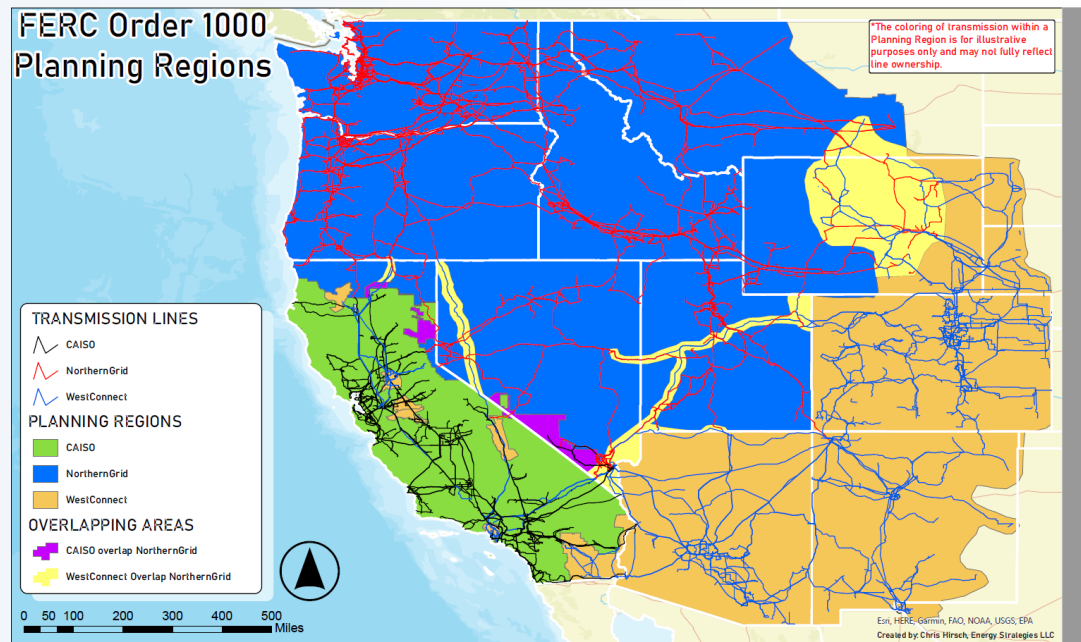 FERC Order 1000
Planning Regions
*The coloring of transmission within a
Planning Region is for illustrative
purposes only and may not fully reflect
line ownership.
TRANSMISSION LINES
CAISO
NorthernGrid
WestConnect
PLANNING REGIONS
CAISO
NorthernGrid
WestConnect
OVERLAPPING AREAS
CAISO overlap NorthernGrid
WestConnect Overlap NorthernGrid
0 50 100 200 300 400 500
Miles
Esri, HERE, Garmin, FAO, NOAA, USGS, EPA
Created by: Chris Hirsch, Energy Strategies LLC